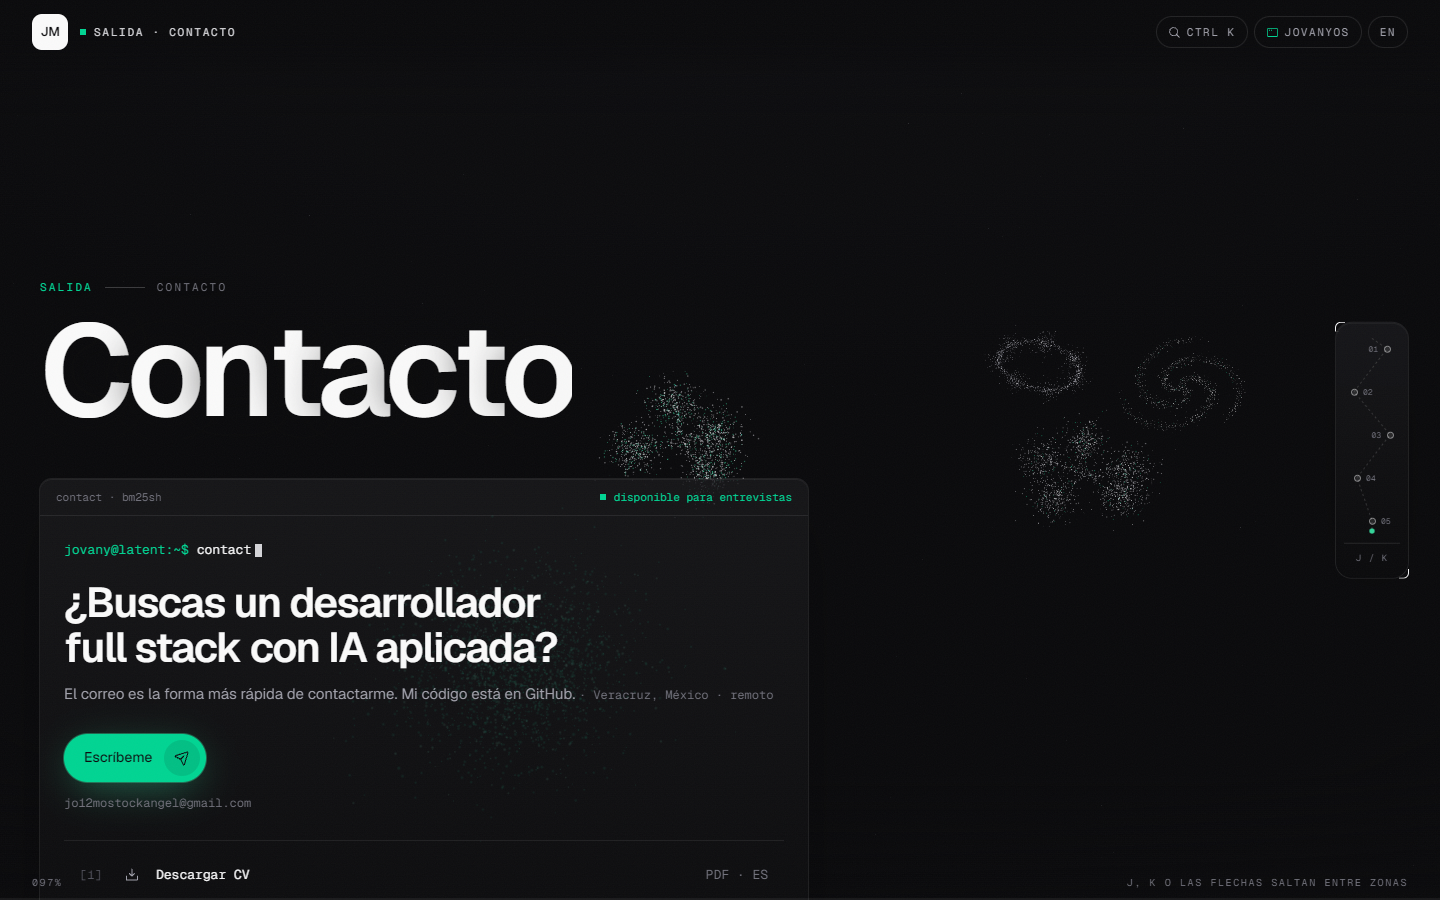 JM
SALIDA · CONTACTO
CTRL K
JOVANYOS
EN
SALIDA
CONTACTO
Contacto
01
02
03
04
05
J / K
contact · bm25sh
disponible para entrevistas
jovany@latent:~$ contact
¿Buscas un desarrollador
full stack con IA aplicada?
El correo es la forma más rápida de contactarme. Mi código está en GitHub. · Veracruz, México · remoto
Escríbeme
jo12mostockangel@gmail.com
[1]
Descargar CV
PDF · ES
097%
J, K O LAS FLECHAS SALTAN ENTRE ZONAS